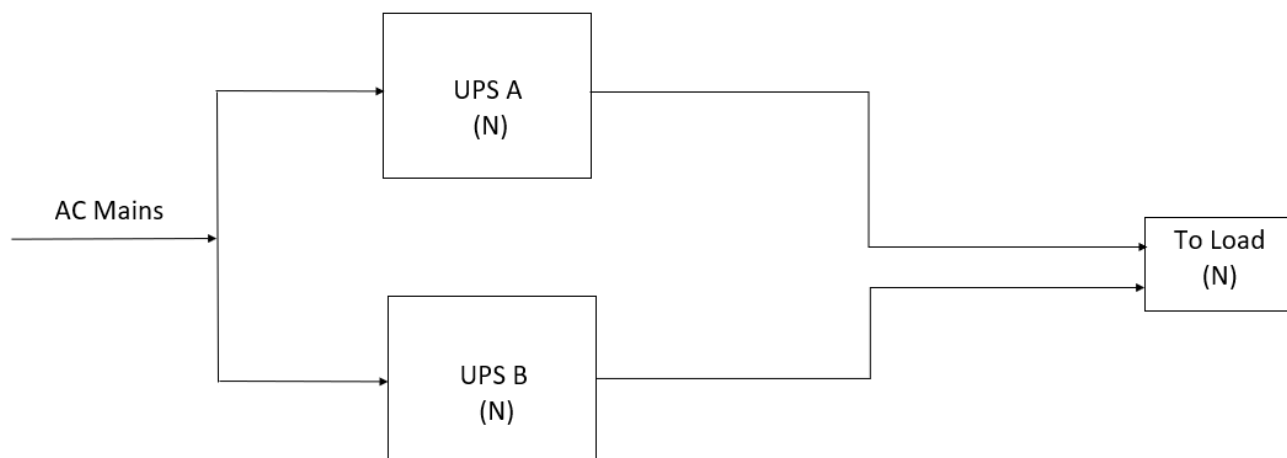 UPS A
(N)
AC Mains
To Load
(N)
UPS B
(N)